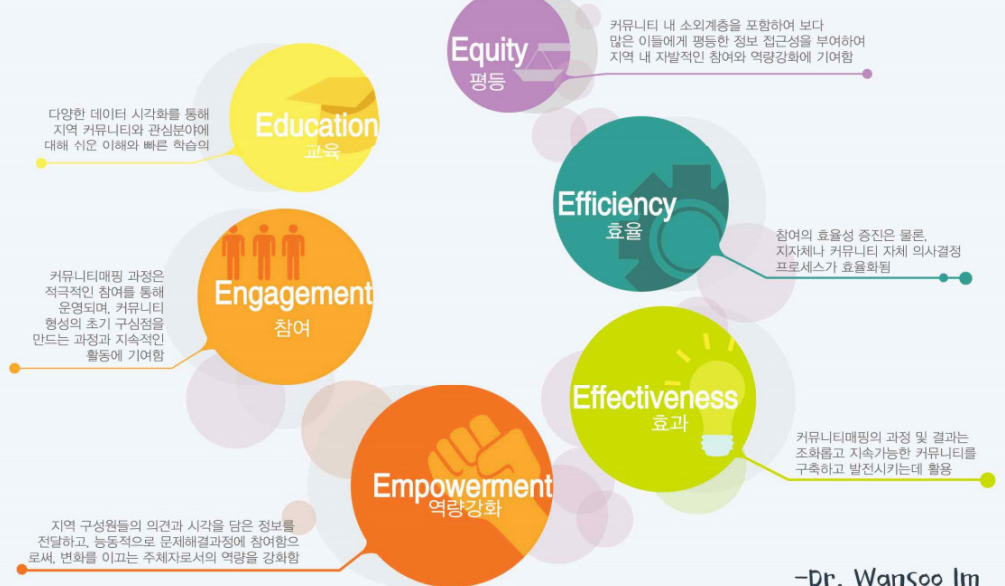 Equity
평등
커뮤니티 내 소외계층을 포함하여 보다
많은 이들에게 평등한 정보 접근성을 부여하여
지역 내 자발적인 참여와 역량강화에 기여함
Education
교육
다양한 데이터 시각화를 통해
지역 커뮤니티와 관심분야에
대해 쉬운 이해와 빠른 학습의
Efficiency
효율
참여의 효율성 증진은 물론,
지자체나 커뮤니티 자체 의사결정
프로세스가 효율화됨
Engagement
참여
커뮤니티매핑 과정은
적극적인 참여를 통해
운영되며, 커뮤니티
형성의 초기 구심점을
만드는 과정과 지속적인
활동에 기여함
Effectiveness
효과
커뮤니티매핑의 과정 및 결과는
조화롭고 지속가능한 커뮤니티를
구축하고 발전시키는데 활용
Empowerment
역량강화
지역 구성원들의 의견과 시각을 담은 정보를
전달하고, 능동적으로 문제해결과정에 참여함으
로써, 변화를 이끄는 주체자로서의 역량을 강화함
-Dr. Wansoo Im